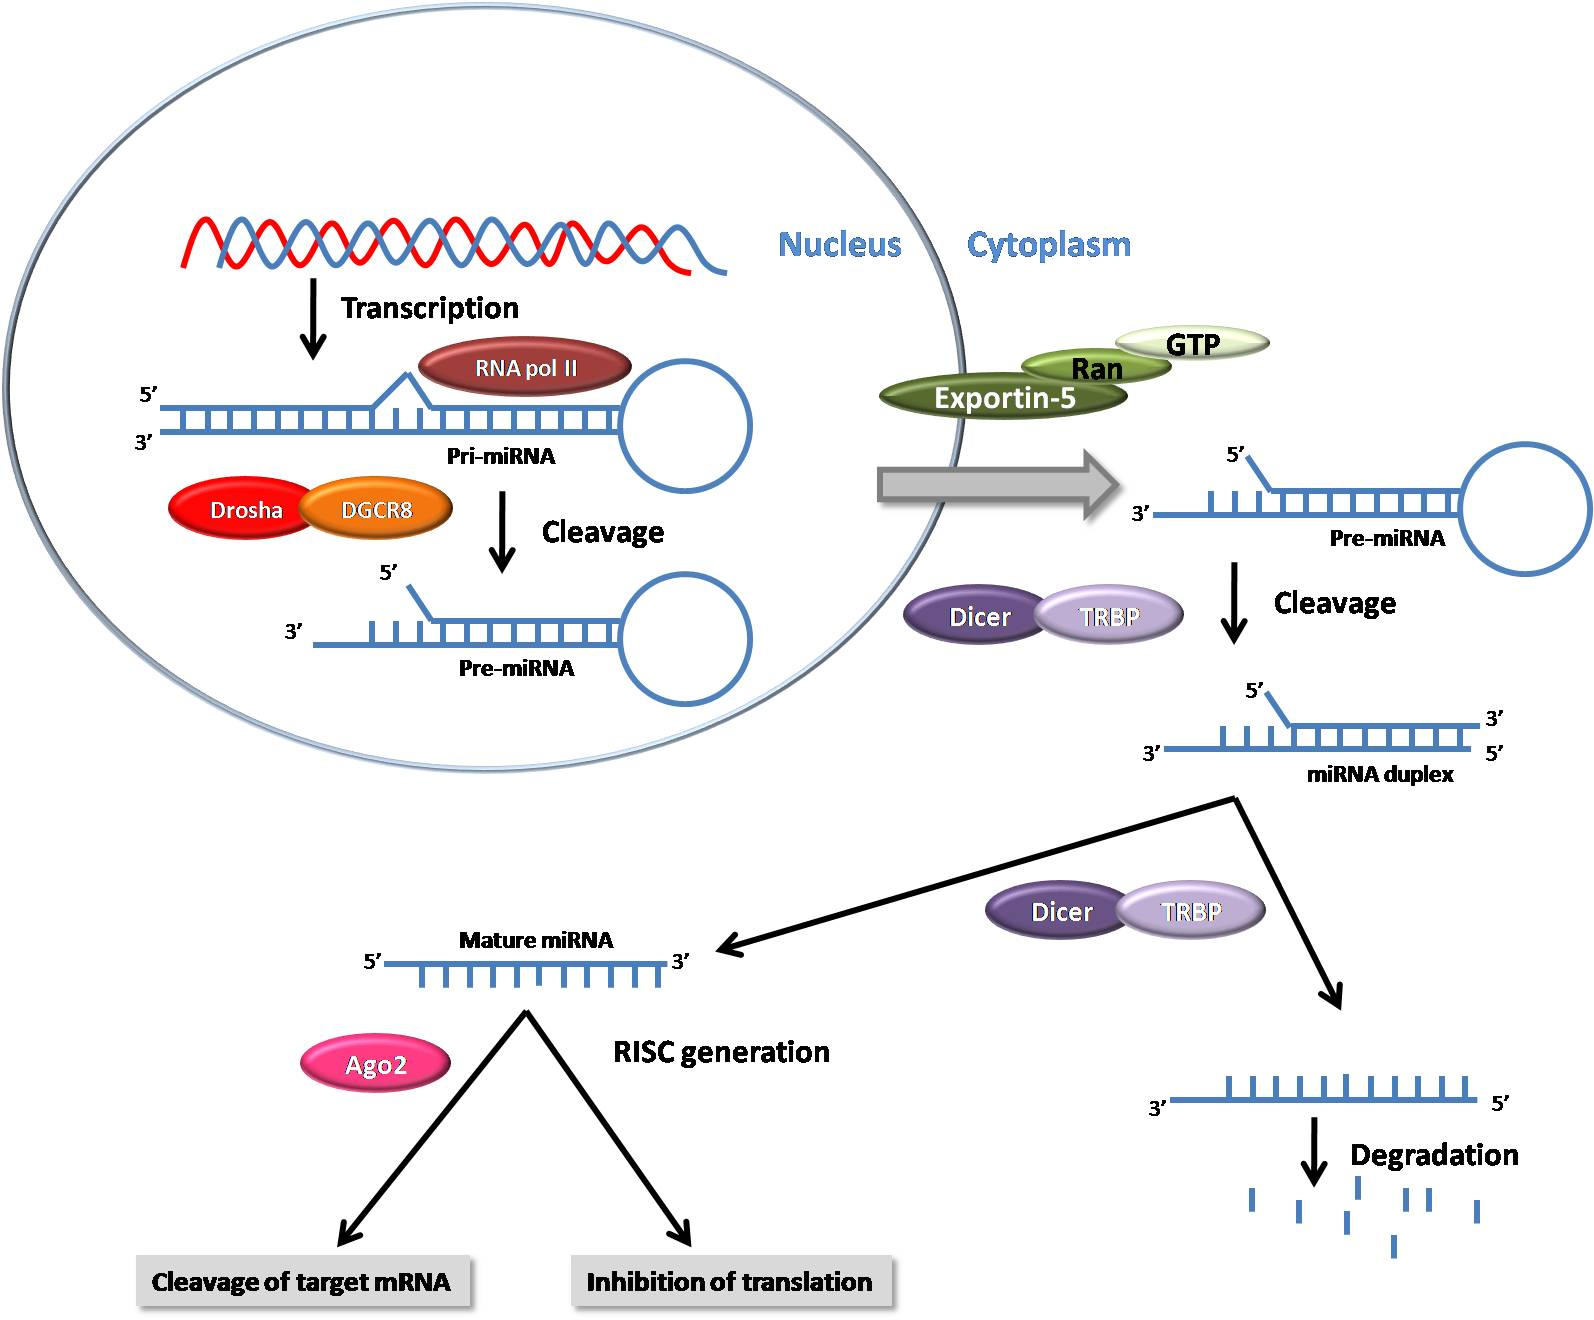 Nucleus
Cytoplasm
Transcription
RNA pol II
5’
3’
Pri-miRNA
Drosha
DGCR8
Cleavage
5’
3’
Pre-miRNA
GTP
Ran
Exportin-5
5’
3’
Pre-miRNA
Dicer
TRBP
Cleavage
5’
3’
3’
5’
miRNA duplex
Dicer
TRBP
Mature miRNA
5’
3’
Ago2
RISC generation
3’
5’
Degradation
Cleavage of target mRNA
Inhibition of translation